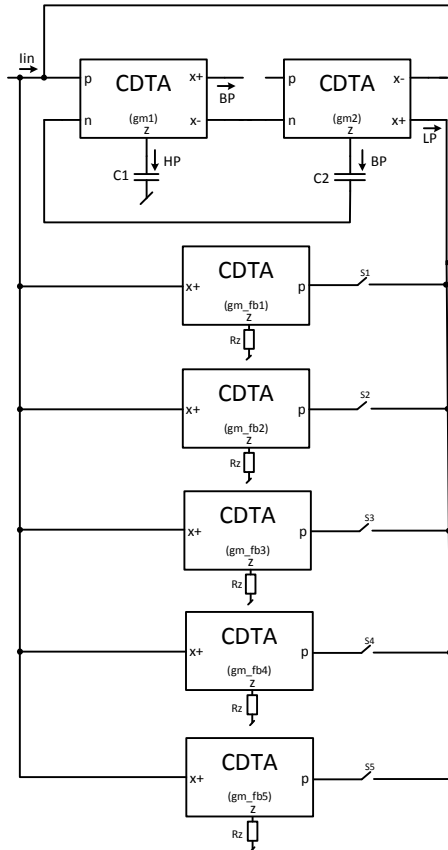 Iin
p CDTA x+ p CDTA x-
BP
(gm1) (gm2)
n z x- n z x+
HP BP LP
C1 C2
CDTA S1
x+ p
(gm_fb1)
z
Rz
CDTA S2
x+ p
(gm_fb2)
z
Rz
CDTA S3
x+ p
(gm_fb3)
z
Rz
CDTA S4
x+ p
(gm_fb4)
z
Rz
CDTA S5
x+ p
(gm_fb5)
z
Rz